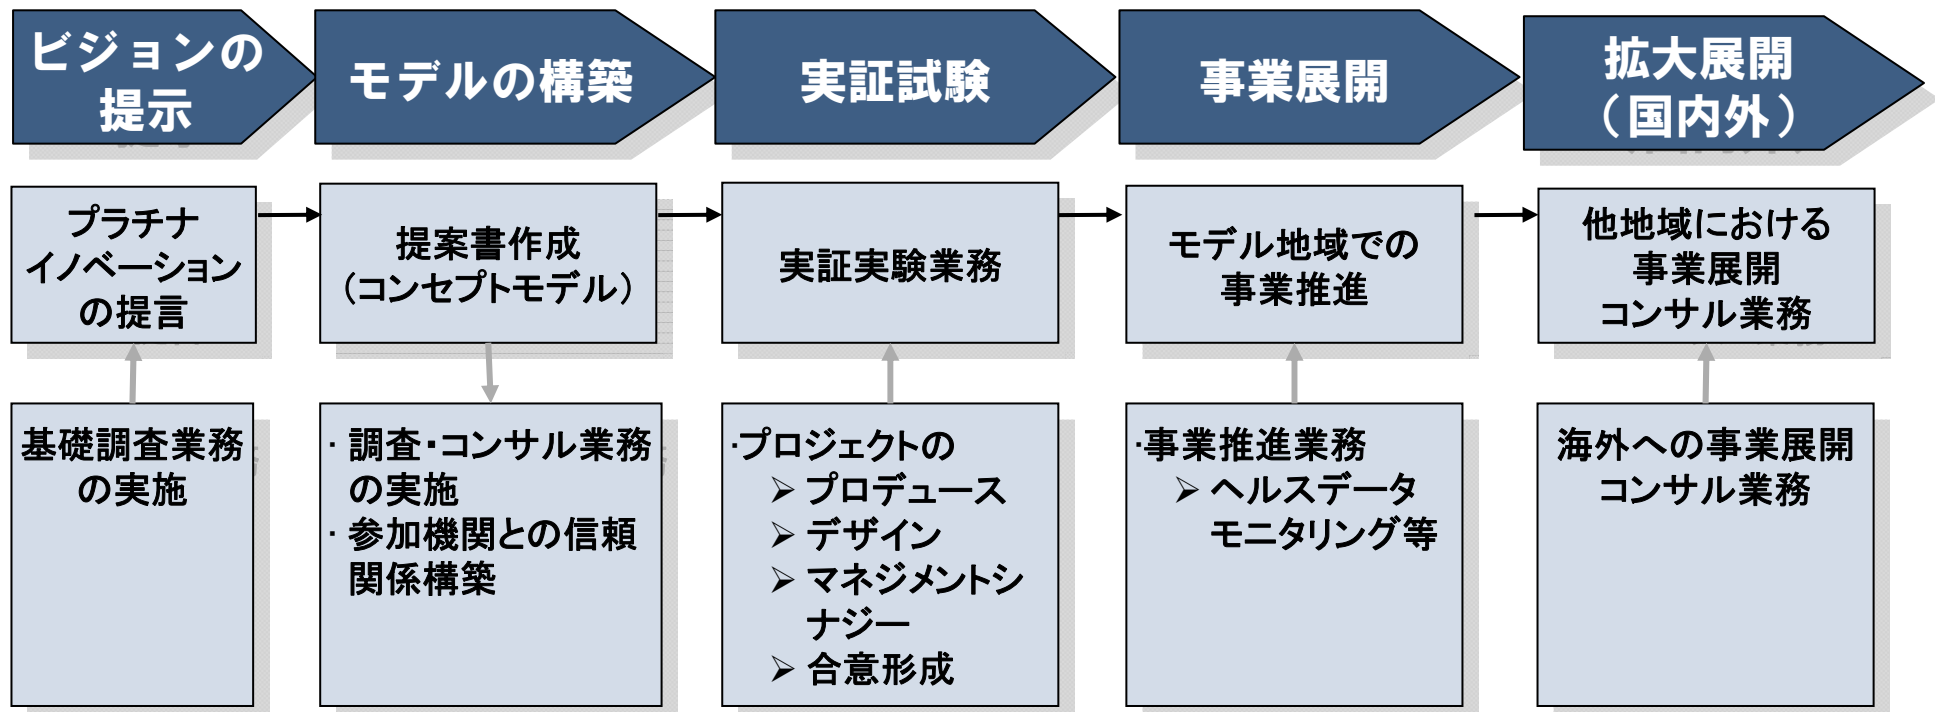 ビジョンの
提示
モデルの構築
実証試験
事業展開
拡大展開
（国内外）
プラチナ
イノベーション
の提言
提案書作成
（コンセプトモデル）
実証実験業務
モデル地域での
事業推進
他地域における
事業展開
コンサル業務
基礎調査業務
の実施
・調査・コンサル業務
の実施
・参加機関との信頼
関係構築
・プロジェクトの
➢ プロデュース
➢ デザイン
➢ マネジメントシ
ナジー
➢ 合意形成
・事業推進業務
➢ ヘルスデータ
モニタリング等
海外への事業展開
コンサル業務